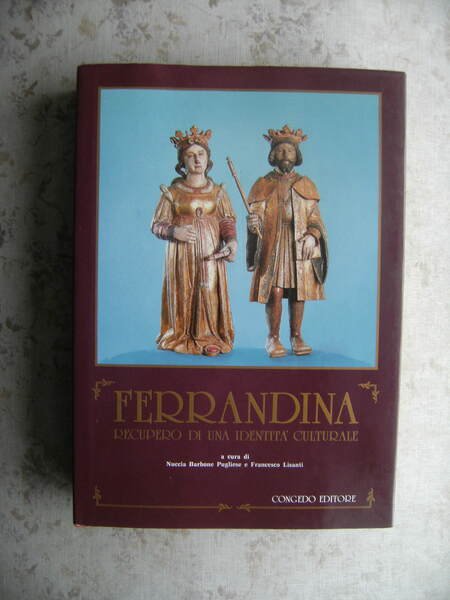 FERRANDINA
RECUPERO DI UNA IDENTITA' CULTURALE
a cura di
Nuccia Barbone Pugliese e Francesco Lisanti
CONGEDO EDITORE